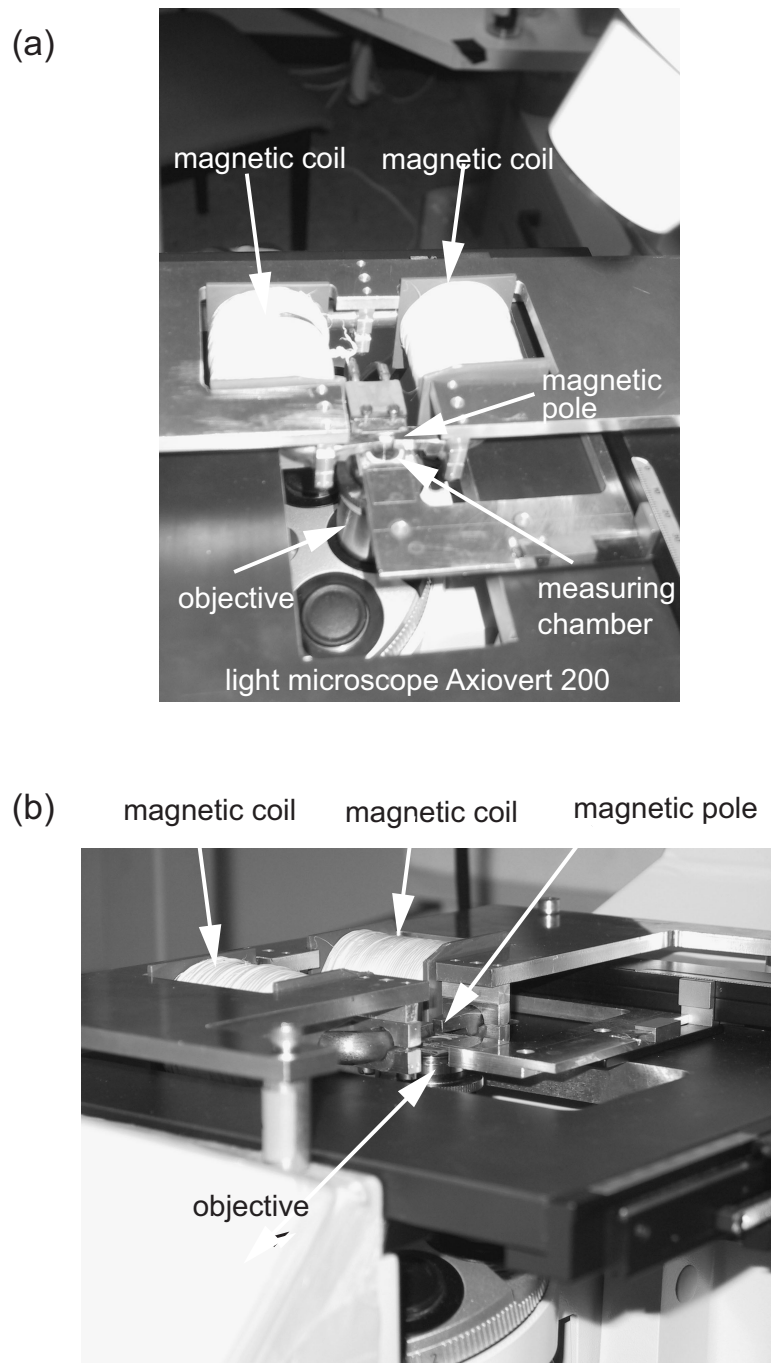 (a)
magnetic coil
magnetic coil
magnetic
pole
objective
measuring
chamber
light microscope Axiovert 200
(b)
magnetic coil
magnetic coil
magnetic pole
objective